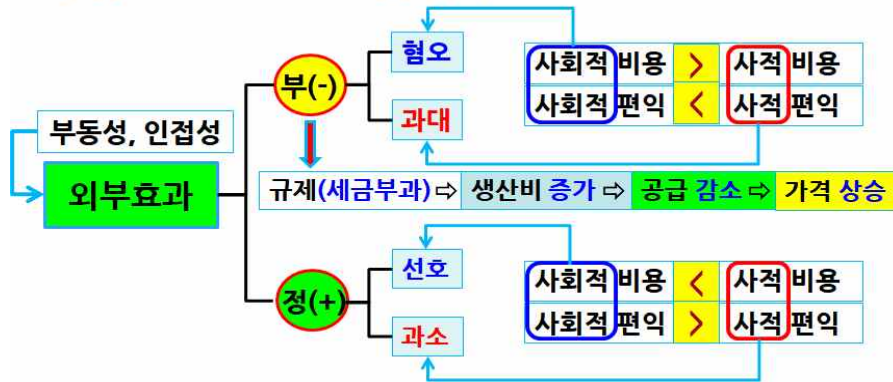 혐오
사회적 비용 > 사적 비용
부(-)
사회적 편익 < 사적 편익
과대
부동성, 인접성
외부효과
규제(세금부과) ⇨ 생산비 증가 ⇨ 공급 감소 ⇨ 가격 상승
선호
사회적 비용 < 사적 비용
정(+)
사회적 편익 > 사적 편익
과소